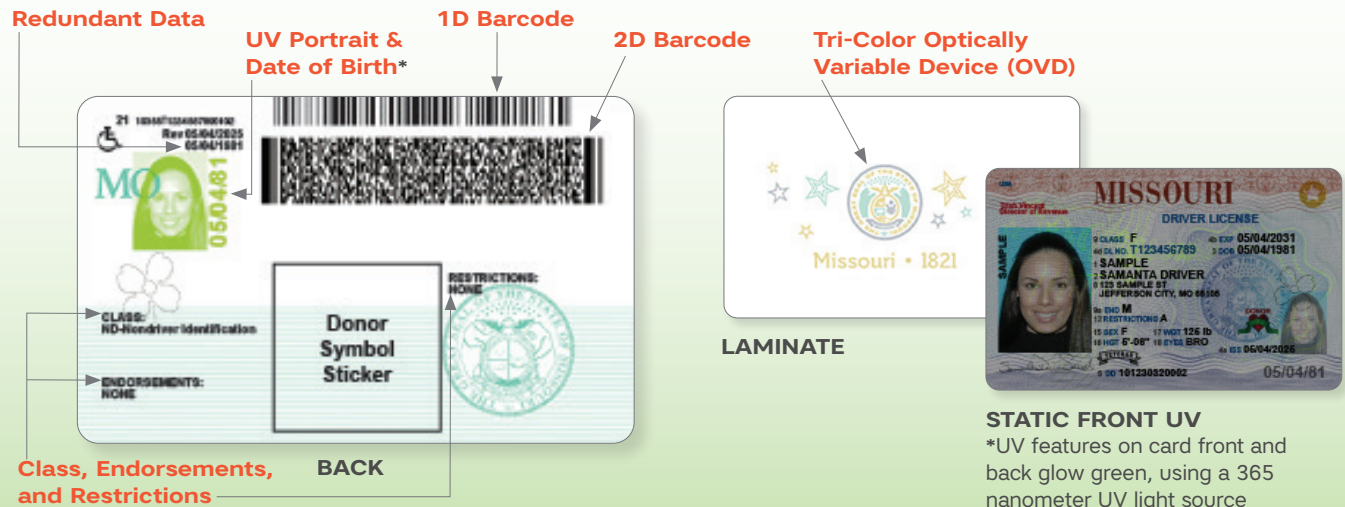 Redundant Data
1D Barcode
UV Portrait &
Date of Birth*
2D Barcode
Tri-Color Optically
Variable Device (OVD)
21
Rev 05/04/2025
05/04/1981
MO
05/04/81
CLASS:
ND-Nondriver Identification
ENDORSEMENTS:
NONE
Donor
Symbol
Sticker
RESTRICTIONS:
NONE
Class, Endorsements,
and Restrictions
BACK
Missouri • 1821
LAMINATE
MISSOURI
DRIVER LICENSE
Director of Revenue
SAMPLE
9 CLASS F
4b EXP 05/04/2031
4d DL NO. T123456789
3 DOB 05/04/1981
1 SAMPLE
2 SAMANTA DRIVER
8 123 SAMPLE ST
JEFFERSON CITY, MO
9a END M
12 RESTRICTIONS A
15 SEX F
17 WGT 126 lb
16 HGT 5'-08"
18 EYES BRO
DONOR
4a ISS 05/04/2025
VETERAN
5 DD
05/04/81
STATIC FRONT UV
*UV features on card front and
back glow green, using a 365
nanometer UV light source